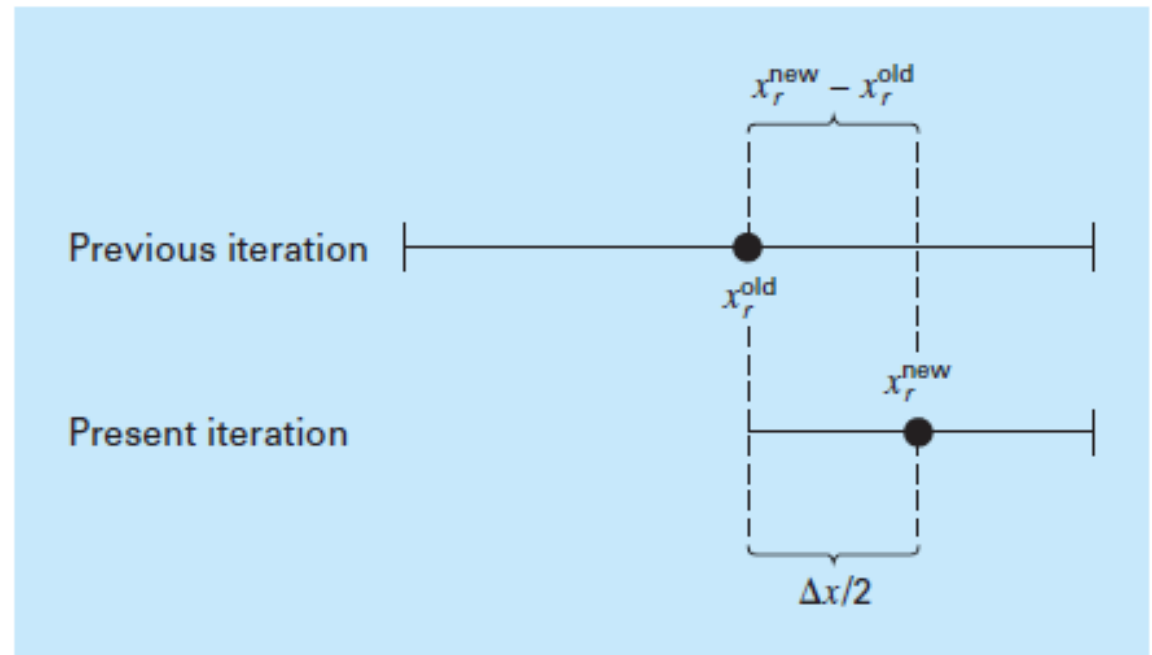 x_r^new – x_r^old
Previous iteration
x_r^old
x_r^new
Present iteration
Δx/2